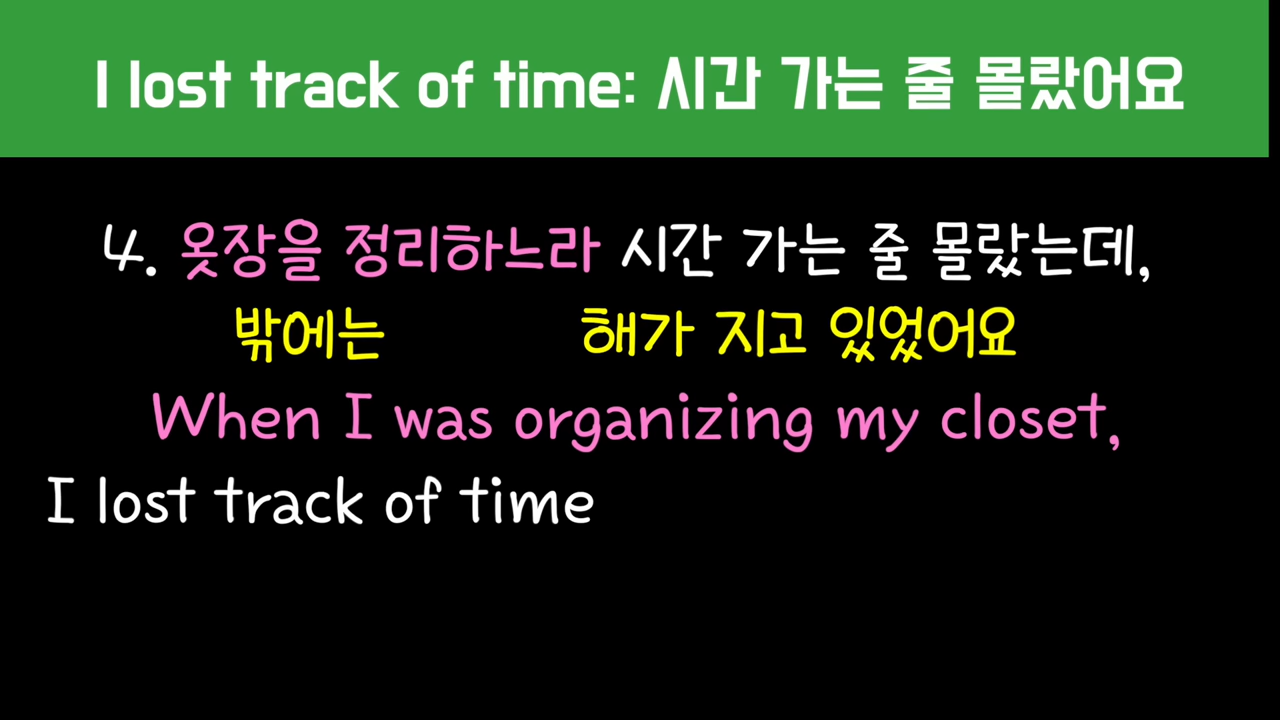 I lost track of time: 시간 가는 줄 몰랐어요
4. 옷장을 정리하느라 시간 가는 줄 몰랐는데,
밖에는 해가 지고 있었어요
When I was organizing my closet,
I lost track of time